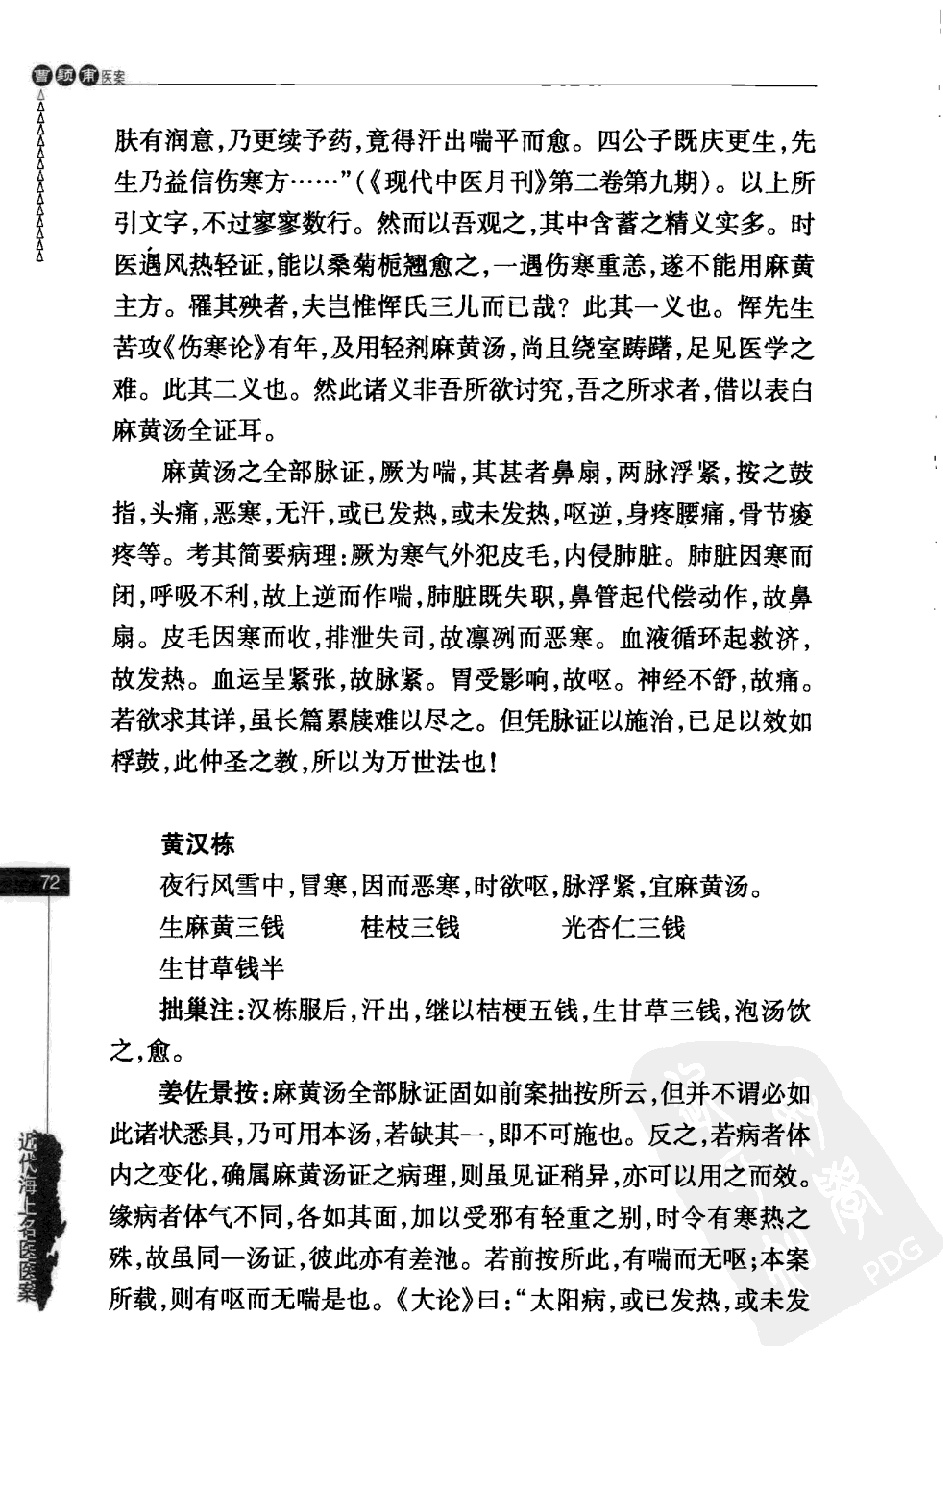 曹颖甫医案
肤有润意,乃更续予药,竟得汗出喘平而愈。四公子既庆更生,先
生乃益信伤寒方……”(《现代中医月刊》第二卷第九期)。以上所
引文字,不过寥寥数行。然而以吾观之,其中含蓄之精义实多。时
医遇风热轻证,能以桑菊栀翘愈之,一遇伤寒重恙,遂不能用麻黄
主方。罹其殃者,夫岂惟恽氏三儿而已哉?此其一义也。恽先生
苦攻《伤寒论》有年,及用轻剂麻黄汤,尚且绕室踌躇,足见医学之
难。此其二义也。然此诸义非吾所欲讨究,吾之所求者,借以表白
麻黄汤全证耳。
麻黄汤之全部脉证,厥为喘,其甚者鼻扇,两脉浮紧,按之鼓
指,头痛,恶寒,无汗,或已发热,或未发热,呕逆,身疼腰痛,骨节痠
疼等。考其简要病理:厥为寒气外犯皮毛,内侵肺脏。肺脏因寒而
闭,呼吸不利,故上逆而作喘,肺脏既失职,鼻管起代偿动作,故鼻
扇。皮毛因寒而收,排泄失司,故凛冽而恶寒。血液循环起救济,
故发热。血运呈紧张,故脉紧。胃受影响,故呕。神经不舒,故痛。
若欲求其详,虽长篇累牍难以尽之。但凭脉证以施治,已足以效如
桴鼓,此仲圣之教,所以为万世法也!
黄汉栋
夜行风雪中,冒寒,因而恶寒,时欲呕,脉浮紧,宜麻黄汤。
生麻黄三钱 桂枝三钱 光杏仁三钱
生甘草钱半
拙巢注:汉栋服后,汗出,继以桔梗五钱,生甘草三钱,泡汤饮
之,愈。
姜佐景按:麻黄汤全部脉证固如前案拙按所云,但并不谓必如
此诸状悉具,乃可用本汤,若缺其一,即不可施也。反之,若病者体
内之变化,确属麻黄汤证之病理,则虽见证稍异,亦可以用之而效。
缘病者体气不同,各如其面,加以受邪有轻重之别,时令有寒热之
殊,故虽同一汤证,彼此亦有差池。若前按所此,有喘而无呕;本案
所载,则有呕而无喘是也。《大论》曰:“太阳病,或已发热,或未发
72
近代海上名医医案
PDG